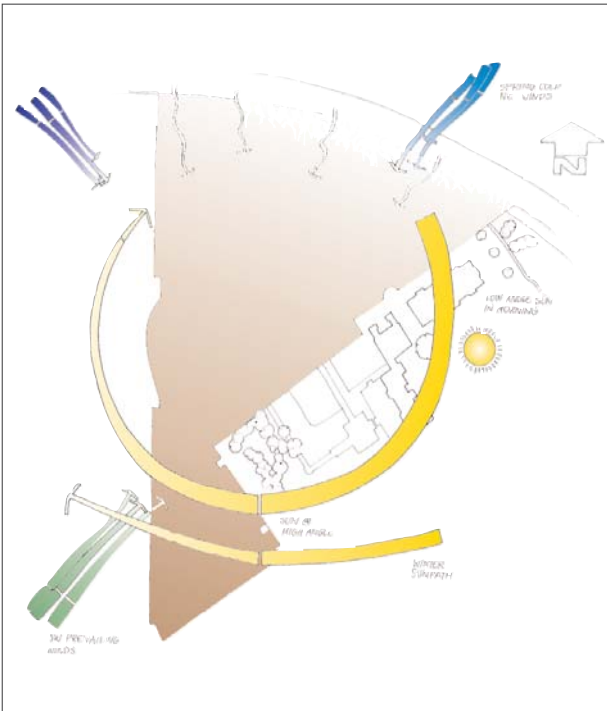 SPRING COLD
NE WINDS
N
LOW ANGLE SUN
IN MORNING
SUN AT
HIGH ANGLE
WINTER
SUNPATH
SW PREVAILING
WINDS